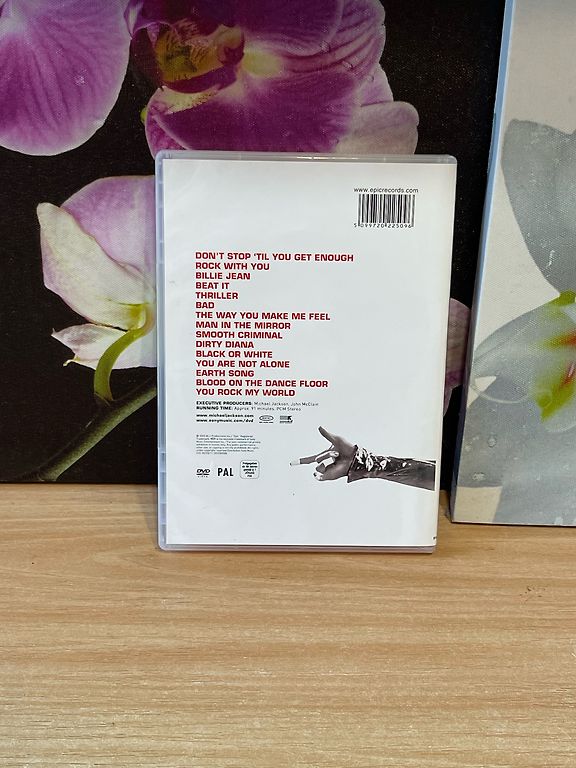 www.epicrecords.com
5 099720 225096
DON'T STOP 'TIL YOU GET ENOUGH
ROCK WITH YOU
BILLIE JEAN
BEAT IT
THRILLER
BAD
THE WAY YOU MAKE ME FEEL
MAN IN THE MIRROR
SMOOTH CRIMINAL
DIRTY DIANA
BLACK OR WHITE
YOU ARE NOT ALONE
EARTH SONG
BLOOD ON THE DANCE FLOOR
YOU ROCK MY WORLD
EXECUTIVE PRODUCERS: Michael Jackson, John McClain
RUNNING TIME: Approx. 91 minutes. PCM Stereo
www.michaeljackson.com
www.sonymusic.com/dvd
DVD
VIDEO
PAL